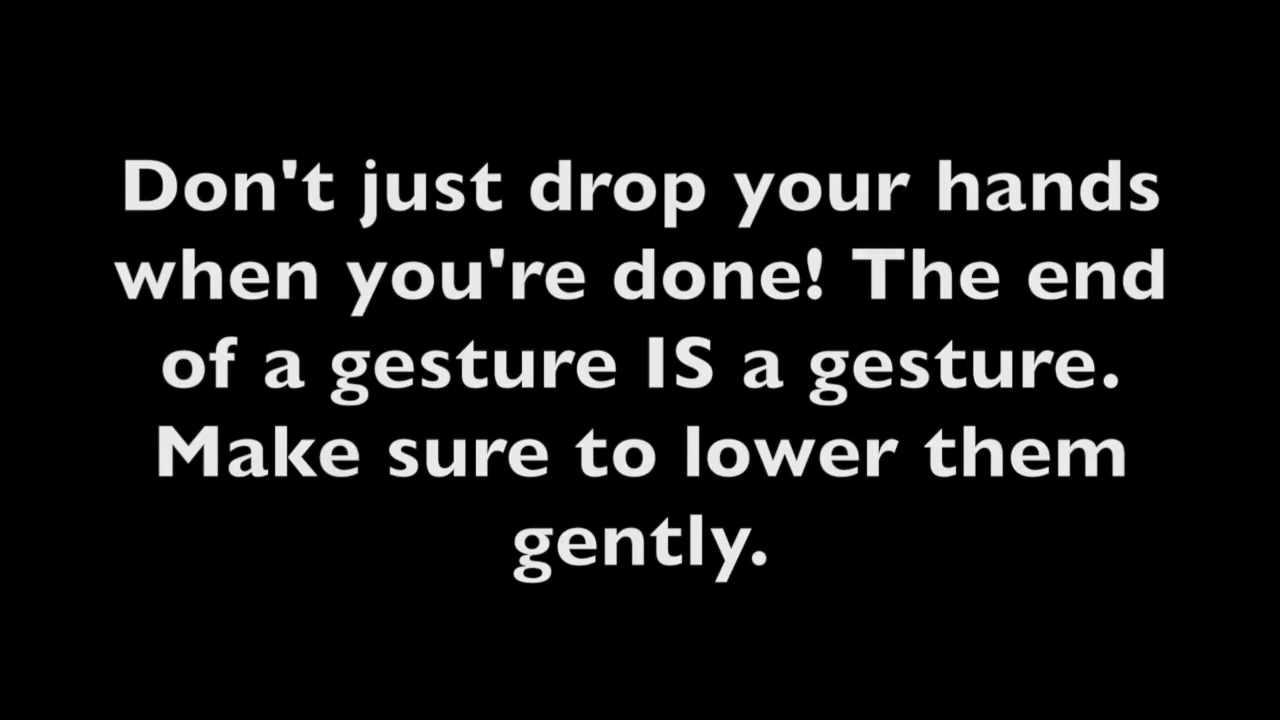 Don't just drop your hands
when you're done! The end
of a gesture IS a gesture.
Make sure to lower them
gently.